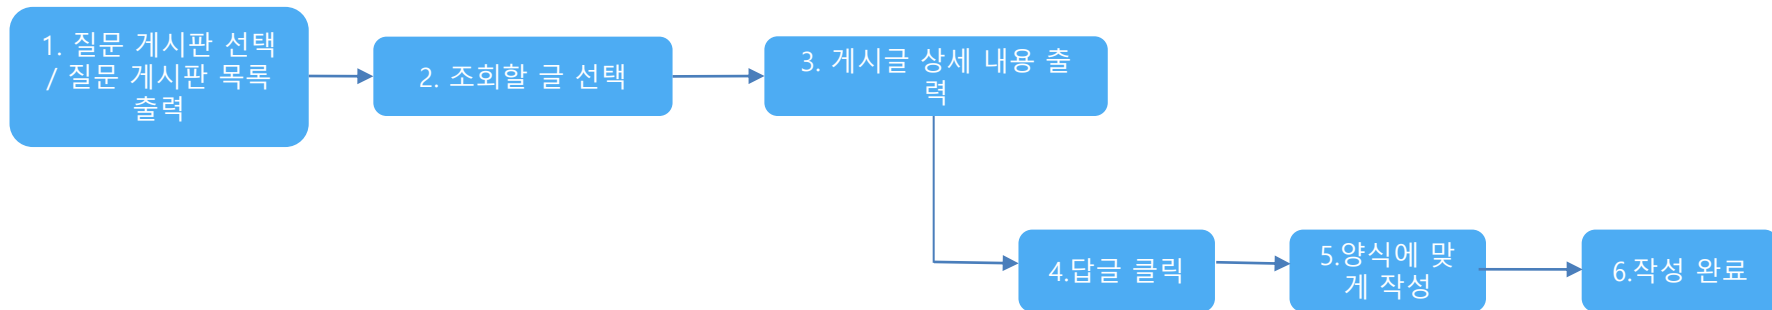 1. 질문 게시판 선택
/ 질문 게시판 목록
출력
2. 조회할 글 선택
3. 게시글 상세 내용 출
력
4.답글 클릭
5.양식에 맞
게 작성
6.작성 완료